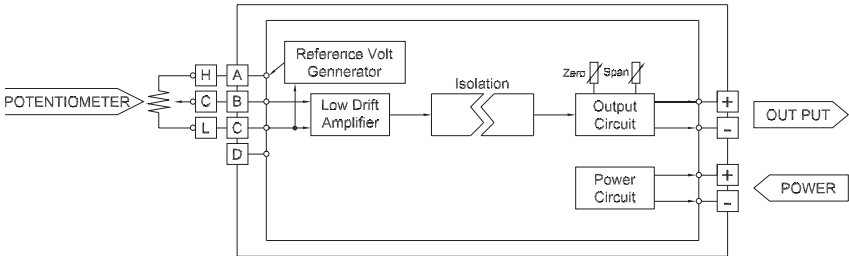 Reference Volt
Gennerator
H
A
POTENTIOMETER
C
B
L
C
D
Low Drift
Amplifier
Isolation
Zero
Span
Output
Circuit
+
-
OUT PUT
Power
Circuit
+
-
POWER